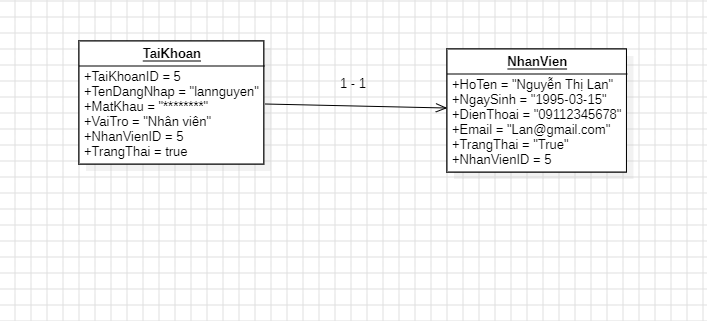 TaiKhoan
+TaiKhoanID = 5
+TenDangNhap = "lannguyen"
+MatKhau = "********"
+VaiTro = "Nhân viên"
+NhanVienID = 5
+TrangThai = true
1 - 1
NhanVien
+HoTen = "Nguyễn Thị Lan"
+NgaySinh = "1995-03-15"
+DienThoai = "09112345678"
+Email = "Lan@gmail.com"
+TrangThai = "True"
+NhanVienID = 5